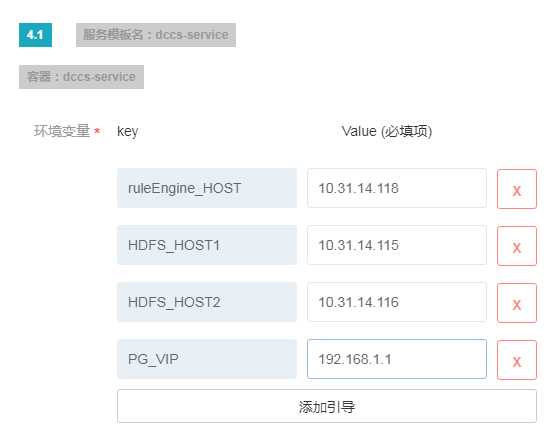 4.1 服务模板名：dccs-service
容器：dccs-service
环境变量 * key Value (必填项)
ruleEngine_HOST 10.31.14.118 X
HDFS_HOST1 10.31.14.115 X
HDFS_HOST2 10.31.14.116 X
PG_VIP 192.168.1.1 X
添加引导